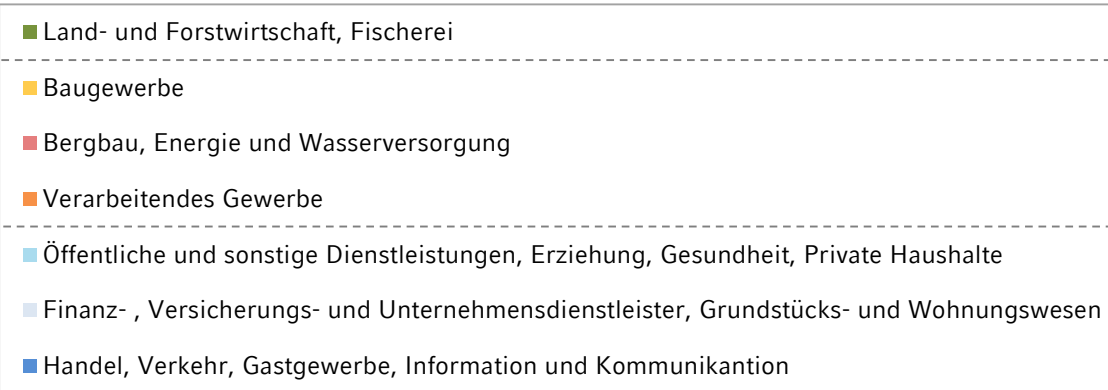 Land- und Forstwirtschaft, Fischerei
Baugewerbe
Bergbau, Energie und Wasserversorgung
Verarbeitendes Gewerbe
Öffentliche und sonstige Dienstleistungen, Erziehung, Gesundheit, Private Haushalte
Finanz- , Versicherungs- und Unternehmensdienstleister, Grundstücks- und Wohnungswesen
Handel, Verkehr, Gastgewerbe, Information und Kommunikantion